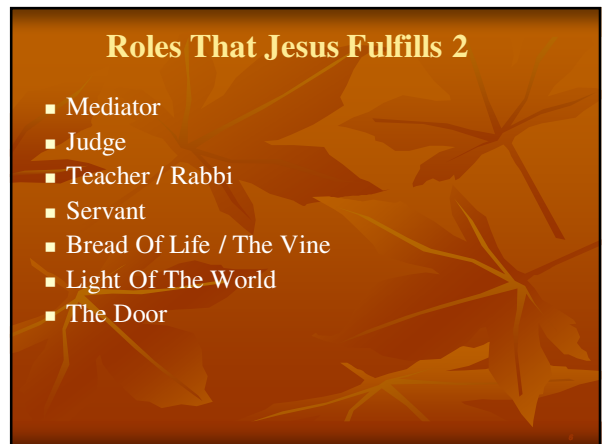 Roles That Jesus Fulfills 2
Mediator
Judge
Teacher / Rabbi
Servant
Bread Of Life / The Vine
Light Of The World
The Door